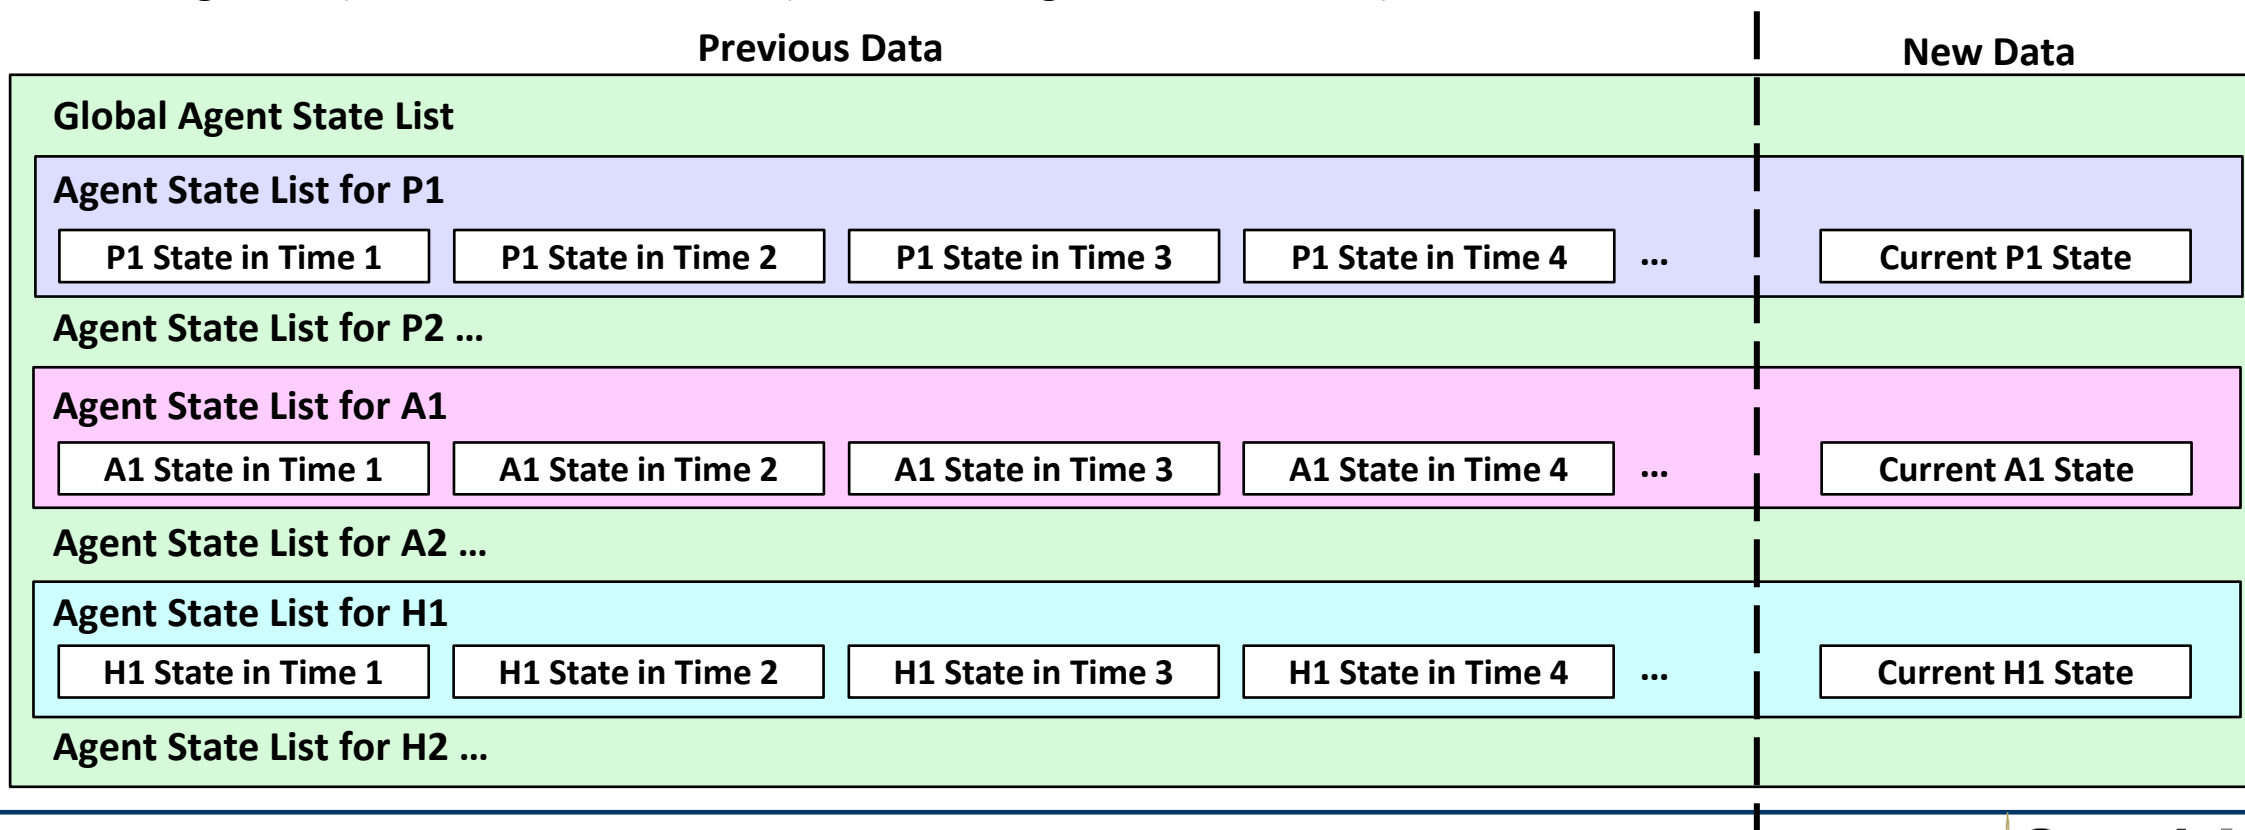 Previous Data
New Data
Global Agent State List
Agent State List for P1
P1 State in Time 1 P1 State in Time 2 P1 State in Time 3 P1 State in Time 4 ... Current P1 State
Agent State List for P2 ...
Agent State List for A1
A1 State in Time 1 A1 State in Time 2 A1 State in Time 3 A1 State in Time 4 ... Current A1 State
Agent State List for A2 ...
Agent State List for H1
H1 State in Time 1 H1 State in Time 2 H1 State in Time 3 H1 State in Time 4 ... Current H1 State
Agent State List for H2 ...